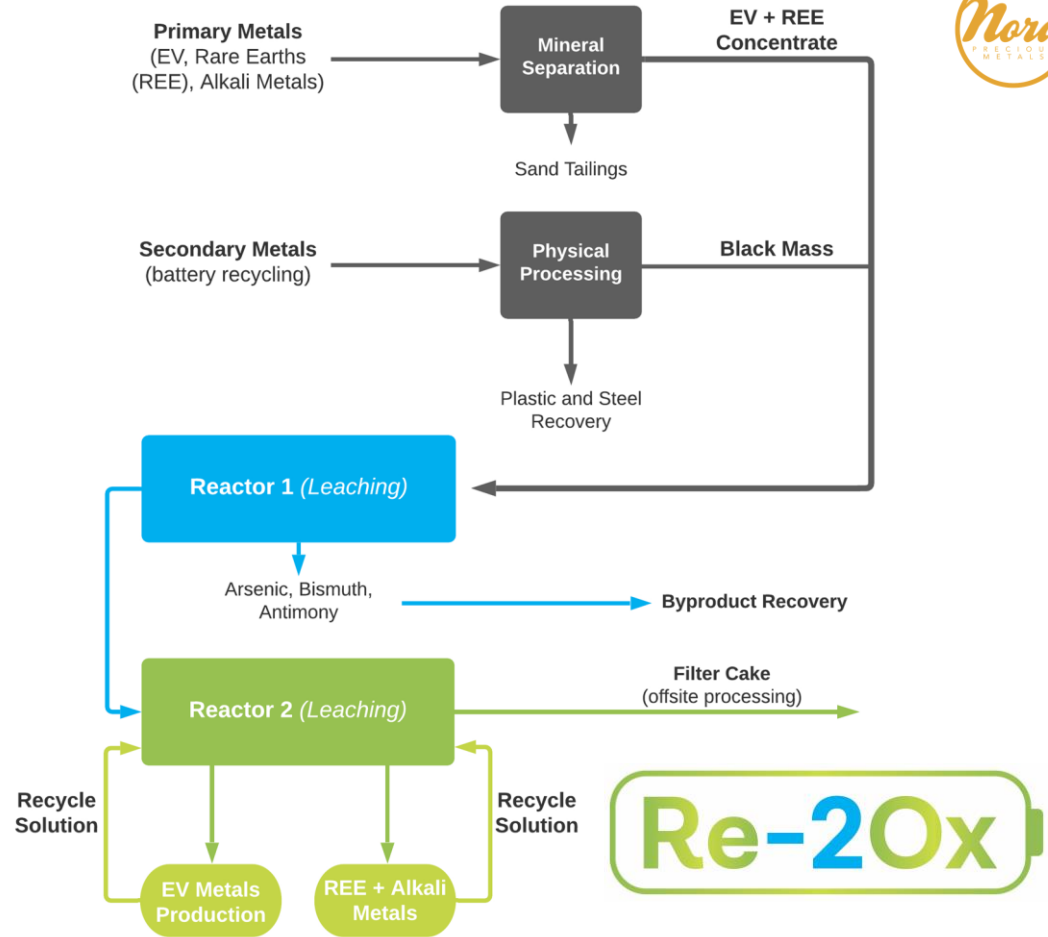 Primary Metals
(EV, Rare Earths
(REE), Alkali Metals)
Mineral
Separation
EV + REE
Concentrate
PRECIOUS
METALS
Sand Tailings
Secondary Metals
(battery recycling)
Physical
Processing
Black Mass
Plastic and Steel
Recovery
Reactor 1 (Leaching)
Arsenic, Bismuth,
Antimony
Byproduct Recovery
Reactor 2 (Leaching)
Filter Cake
(offsite processing)
Recycle
Solution
Recycle
Solution
EV Metals
Production
REE + Alkali
Metals
Re-2Ox